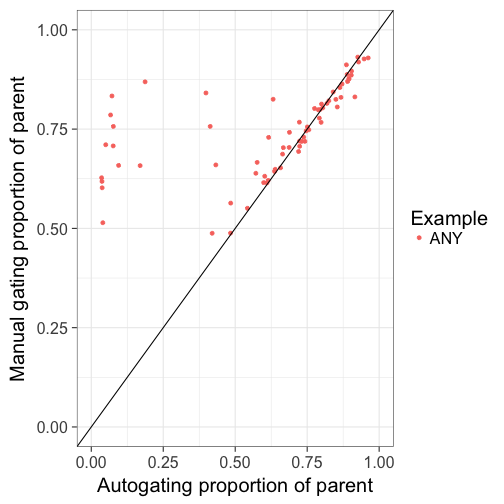 Manual gating proportion of parent
1.00
0.75
0.50
0.25
0.00
0.00 0.25 0.50 0.75 1.00
Autogating proportion of parent
Example
ANY